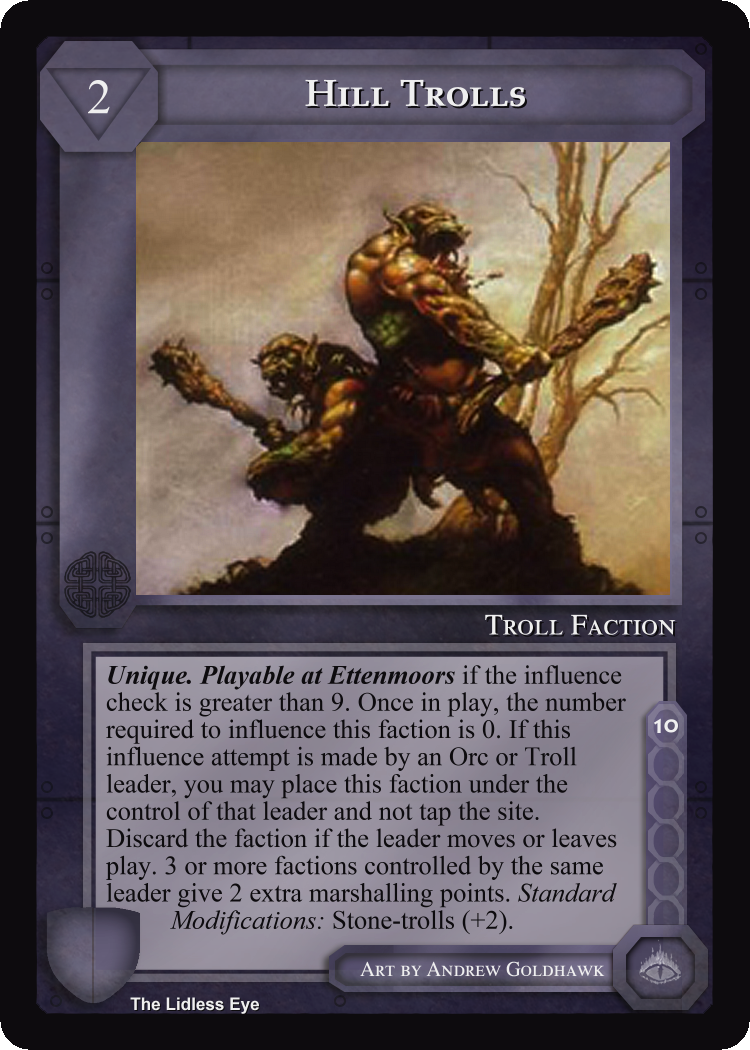 2
Hill Trolls
Troll Faction
Unique. Playable at Ettenmoors if the influence
check is greater than 9. Once in play, the number
required to influence this faction is 0. If this
influence attempt is made by an Orc or Troll
leader, you may place this faction under the
control of that leader and not tap the site.
Discard the faction if the leader moves or leaves
play. 3 or more factions controlled by the same
leader give 2 extra marshalling points. Standard
Modifications: Stone-trolls (+2).
10
Art by Andrew Goldhawk
The Lidless Eye